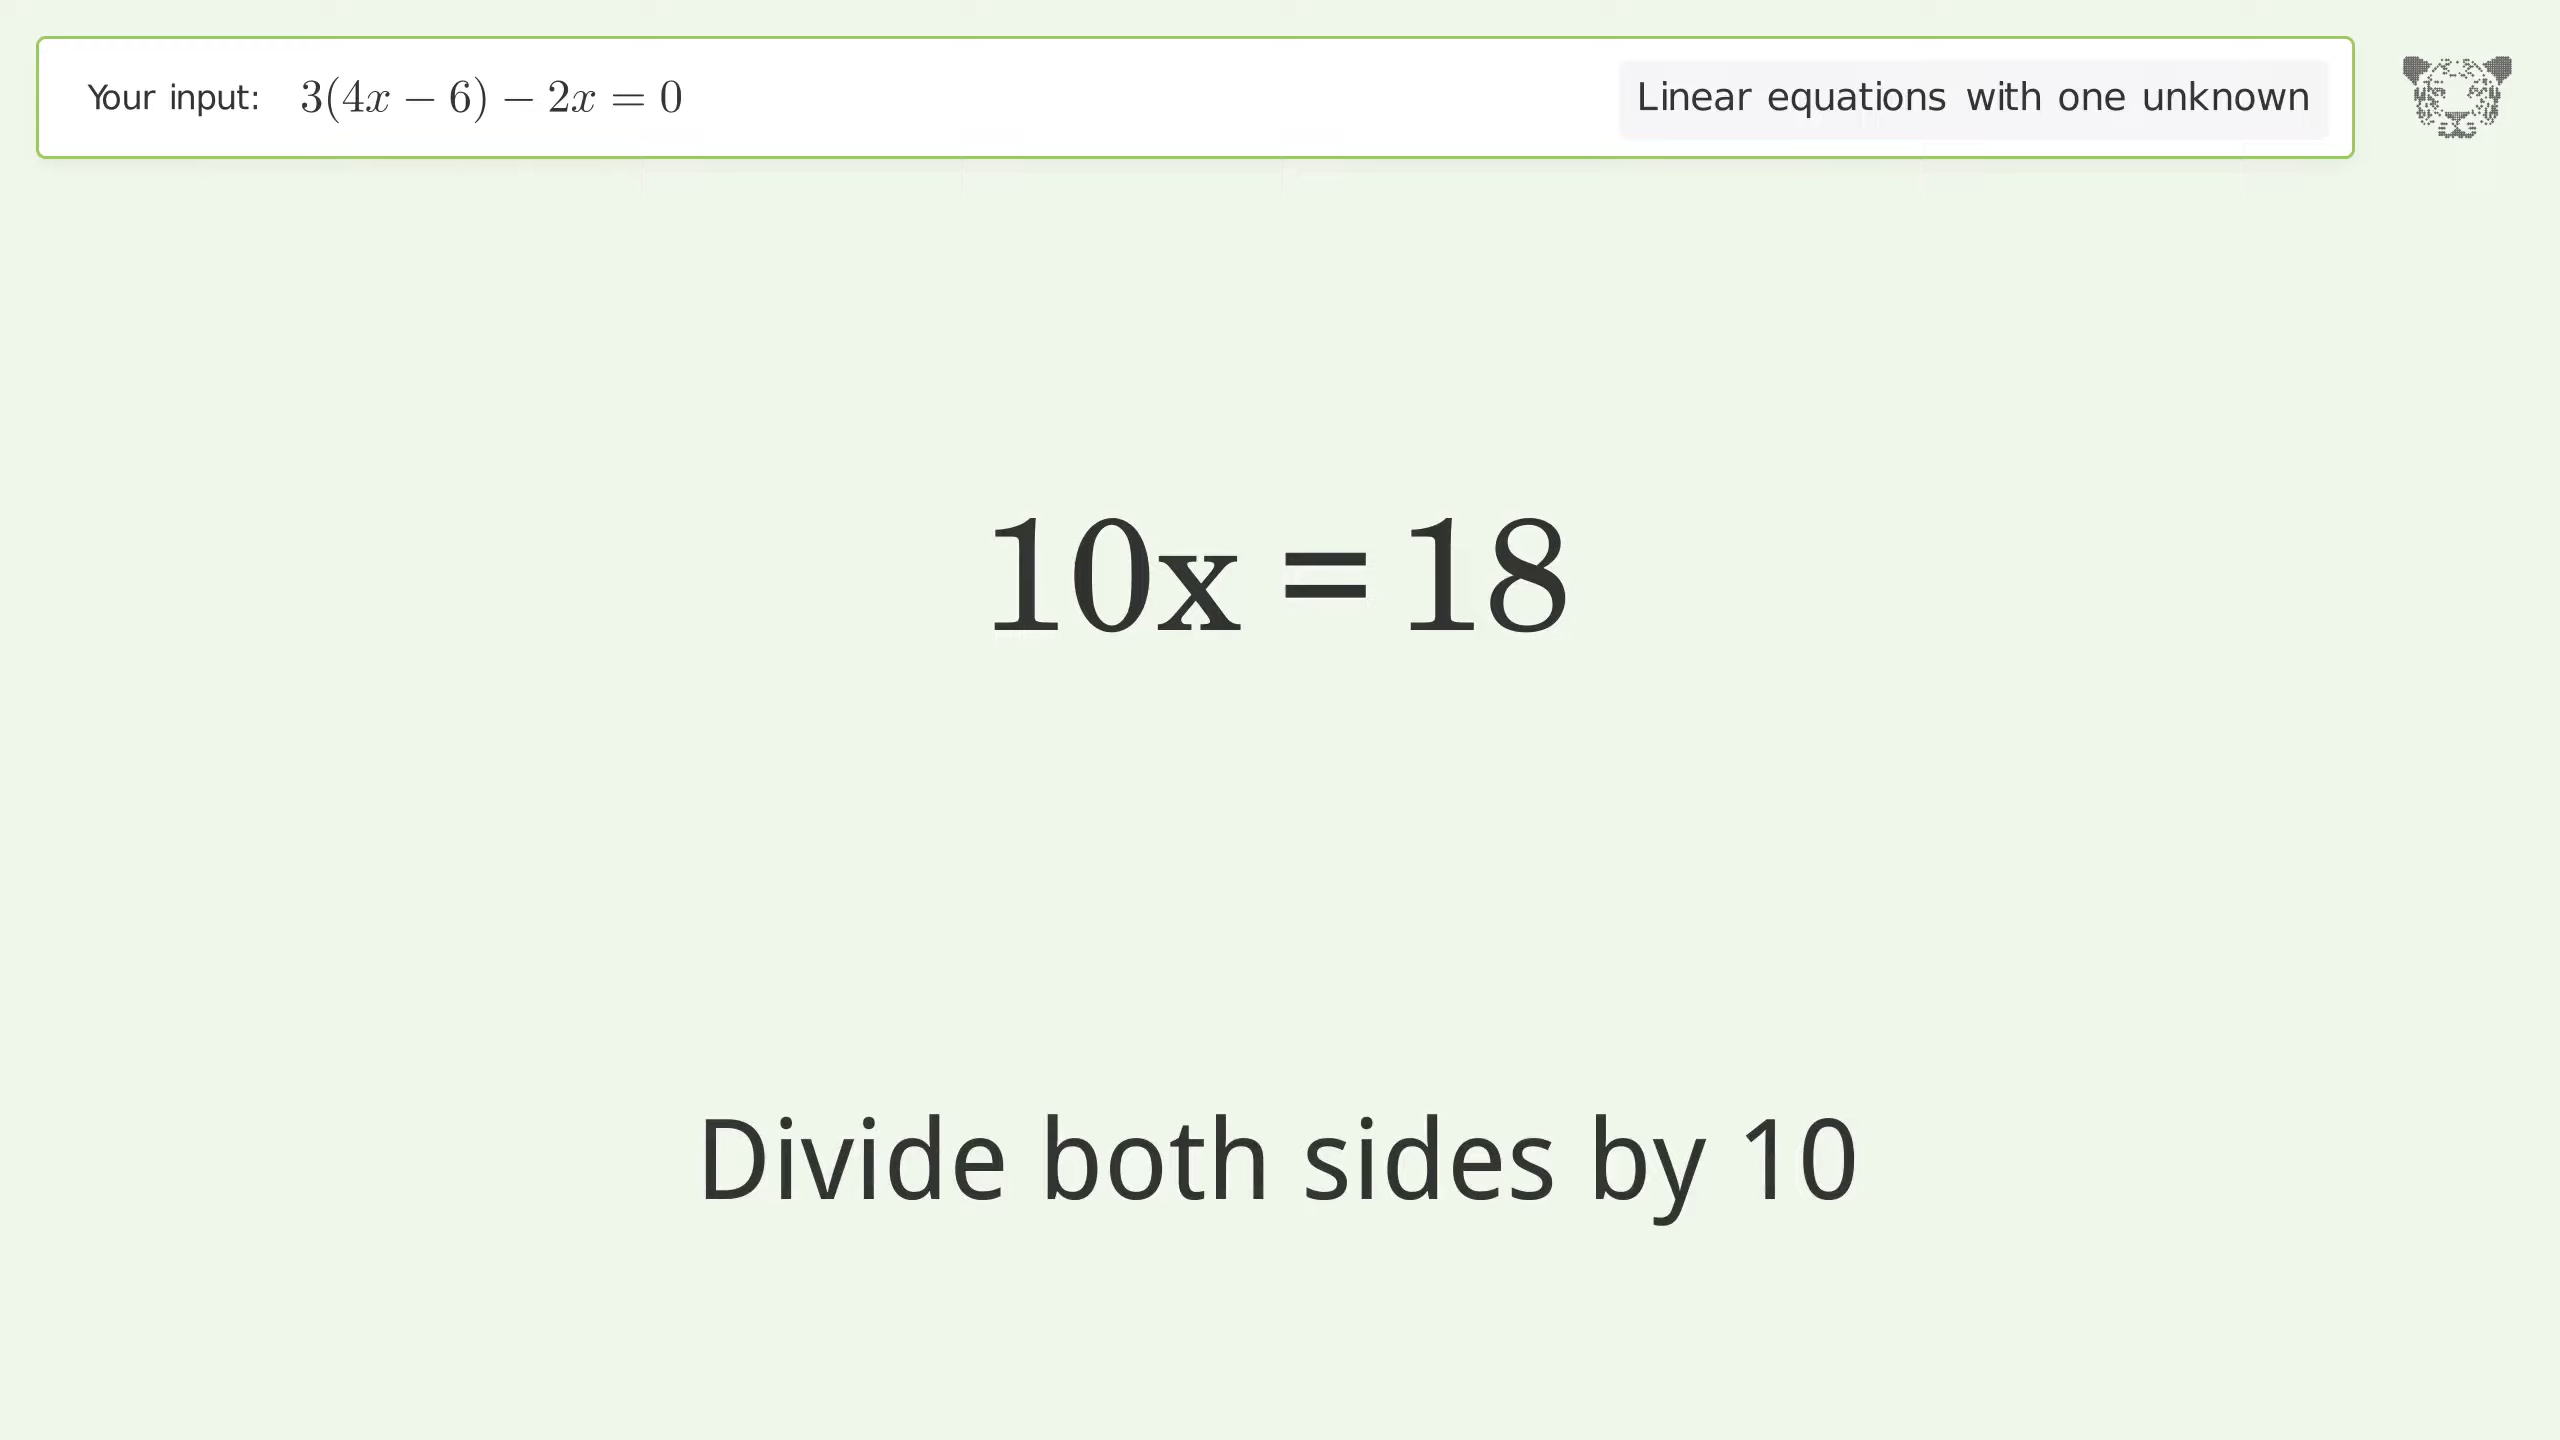 Your input: 3(4x − 6) − 2x = 0
Linear equations with one unknown
10x = 18
Divide both sides by 10